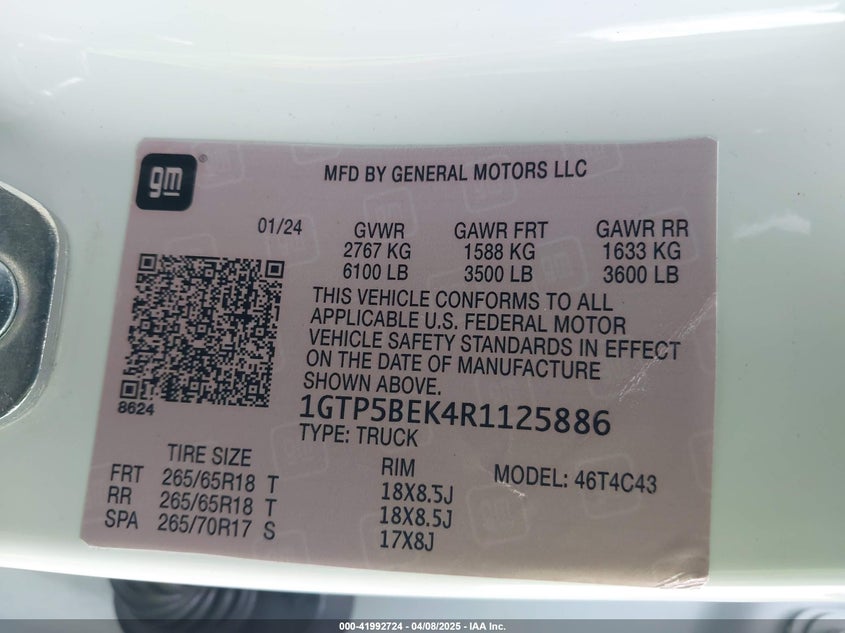 gm®
MFD BY GENERAL MOTORS LLC
01/24 GVWR GAWR FRT GAWR RR
2767 KG 1588 KG 1633 KG
6100 LB 3500 LB 3600 LB
THIS VEHICLE CONFORMS TO ALL
APPLICABLE U.S. FEDERAL MOTOR
VEHICLE SAFETY STANDARDS IN EFFECT
ON THE DATE OF MANUFACTURE
SHOWN ABOVE.
8624
1GTP5BEK4R1125886
TYPE: TRUCK
TIRE SIZE RIM MODEL: 46T4C43
FRT 265/65R18 T 18X8.5J
RR 265/65R18 T 18X8.5J
SPA 265/70R17 S 17X8J
000-41992724 - 04/08/2025 - IAA Inc.